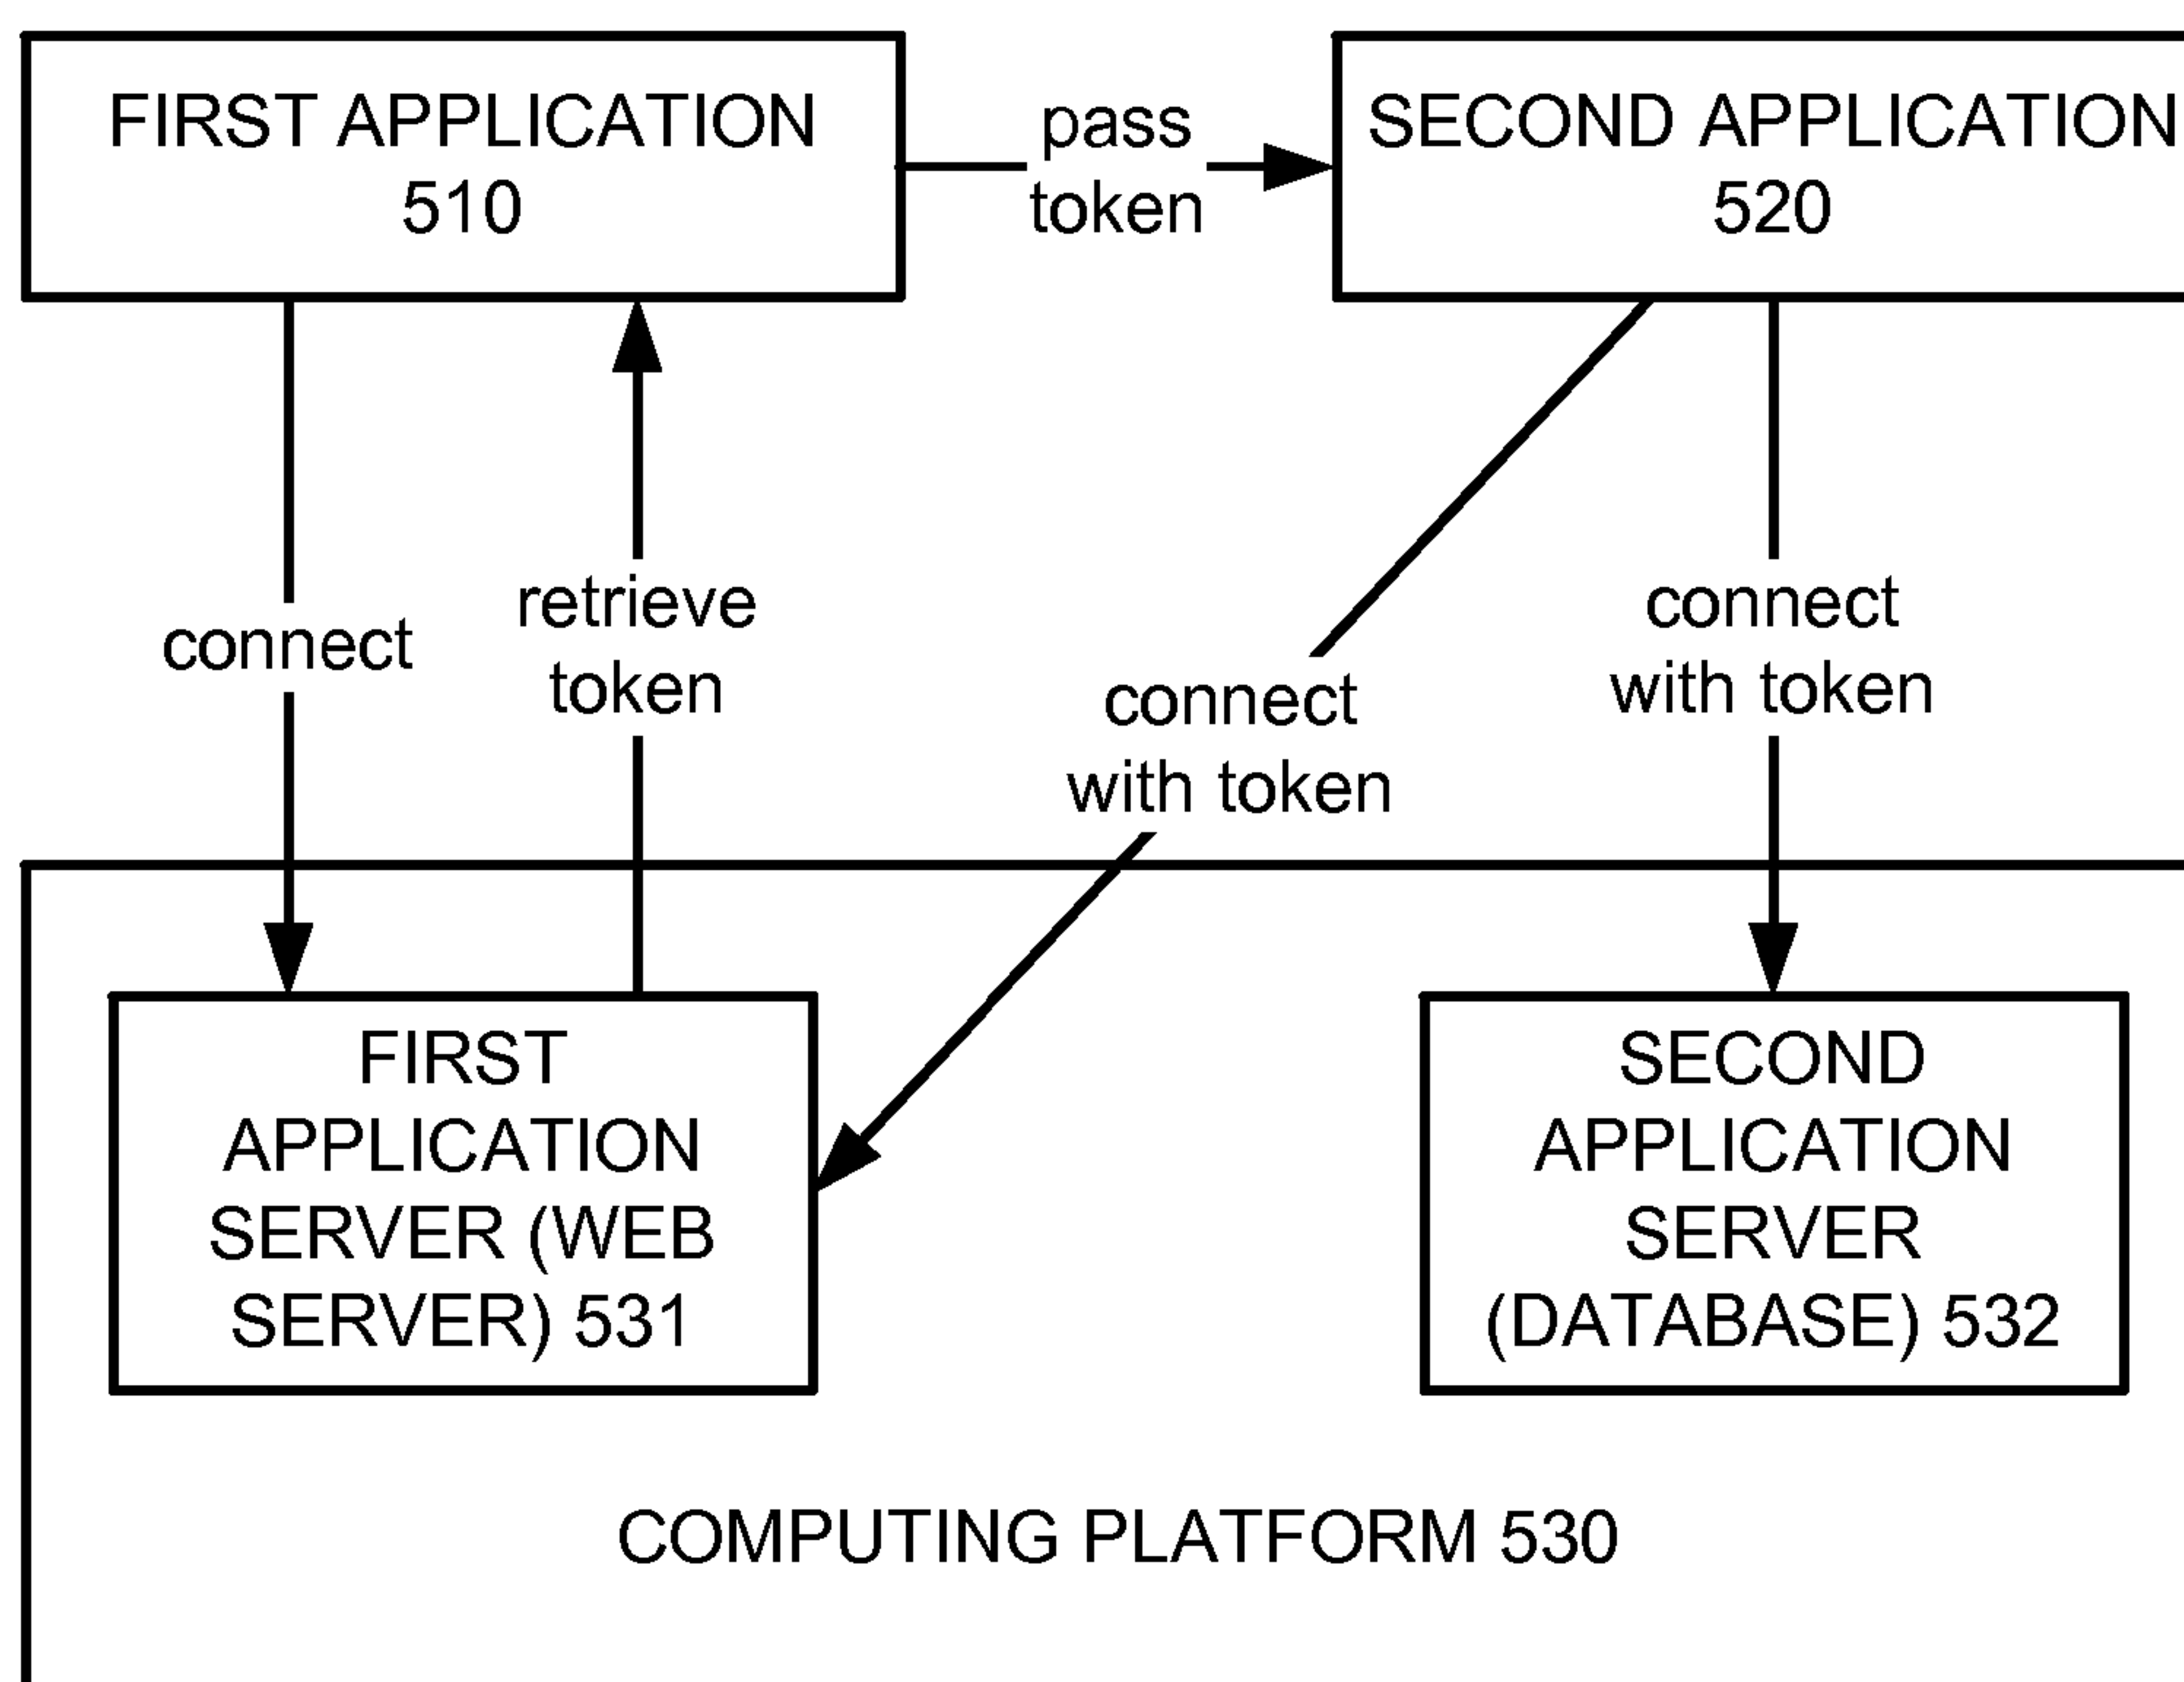 FIRST APPLICATION
510
pass
token
SECOND APPLICATION
520
connect
retrieve
token
connect
with token
connect
with token
FIRST
APPLICATION
SERVER (WEB
SERVER) 531
SECOND
APPLICATION
SERVER
(DATABASE) 532
COMPUTING PLATFORM 530